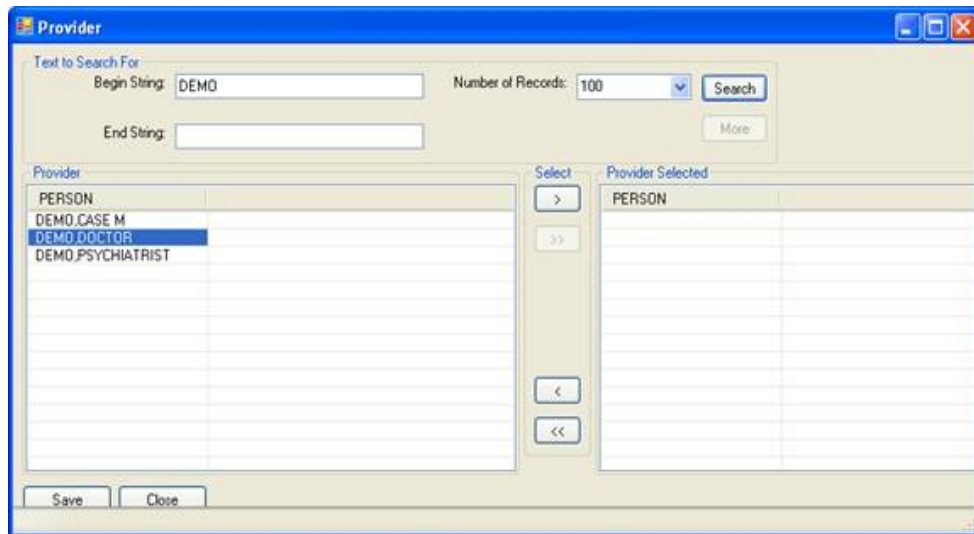 Provider
Text to Search For
Begin String: DEMO Number of Records: 100 Search
End String: More
Provider Select Provider Selected
PERSON > PERSON
DEMO,CASE M
DEMO,DOCTOR >>
DEMO,PSYCHIATRIST
<
<<
Save Close